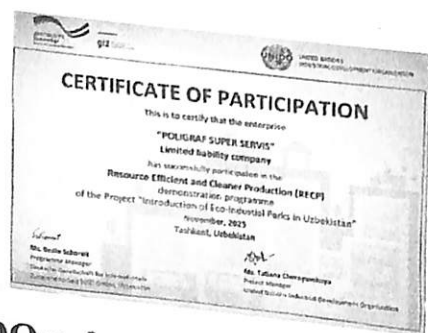 giz
UNIDO
UNITED NATIONS
INDUSTRIAL DEVELOPMENT ORGANIZATION
CERTIFICATE OF PARTICIPATION
This is to certify that the enterprise
"POLIGRAF SUPER SERVIS"
Limited liability company
has successfully participated in the
Resource Efficient and Cleaner Production (RECP)
demonstration programme
of the Project "Introduction of Eco-Industrial Parks in Uzbekistan"
November, 2025
Tashkent, Uzbekistan
Programme Manager
Ms. Tatiana Chernyavskaya
Project Manager
United Nations Industrial Development Organization